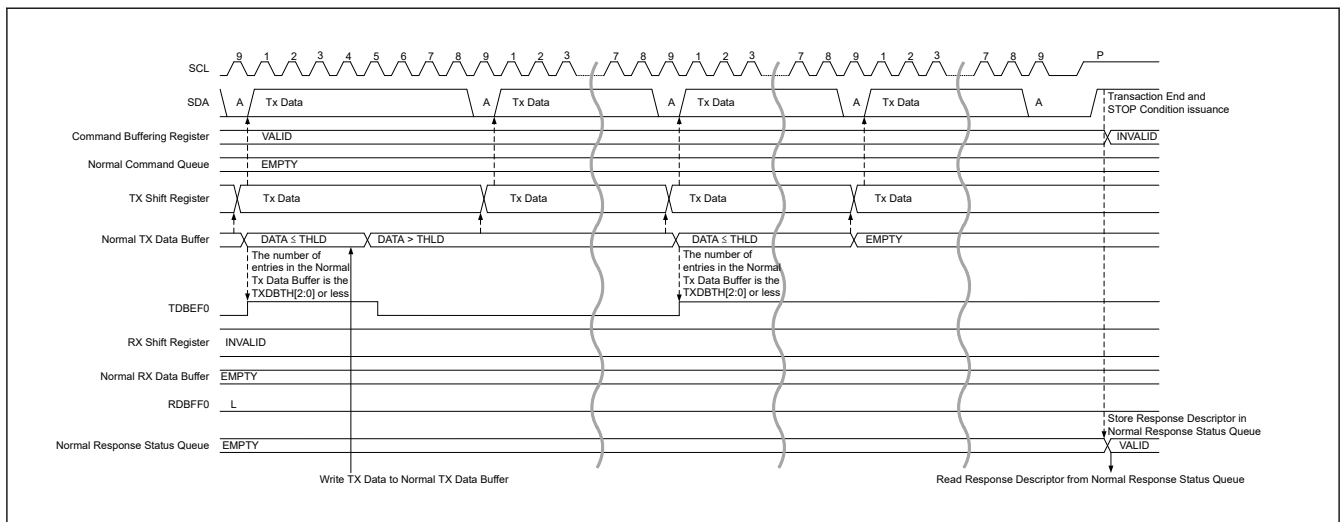 SCL 9 1 2 3 4 5 6 7 8 9 1 2 3 7 8 9 1 2 3 7 8 9 1 2 3 7 8 9 P
SDA A Tx Data A Tx Data A Tx Data A Tx Data A
Transaction End and
STOP Condition issuance
Command Buffering Register VALID INVALID
Normal Command Queue EMPTY
TX Shift Register Tx Data Tx Data Tx Data Tx Data
Normal TX Data Buffer DATA ≤ THLD DATA > THLD DATA ≤ THLD EMPTY
The number of
entries in the Normal
Tx Data Buffer is the
TXDBTH[2:0] or less
The number of
entries in the Normal
Tx Data Buffer is the
TXDBTH[2:0] or less
TDBEF0
RX Shift Register INVALID
Normal RX Data Buffer EMPTY
RDBFF0 L
Store Response Descriptor in
Normal Response Status Queue
Normal Response Status Queue EMPTY VALID
Write TX Data to Normal TX Data Buffer
Read Response Descriptor from Normal Response Status Queue